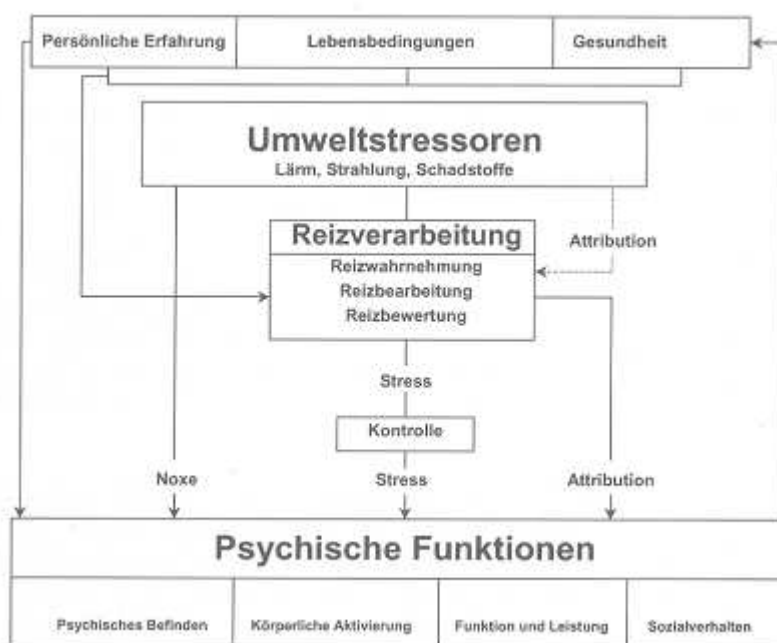 Persönliche Erfahrung Lebensbedingungen Gesundheit
Umweltstressoren
Lärm, Strahlung, Schadstoffe
Reizverarbeitung
Attribution
Reizwahrnehmung
Reizbearbeitung
Reizbewertung
Stress
Kontrolle
Noxe Stress Attribution
Psychische Funktionen
Psychisches Befinden Körperliche Aktivierung Funktion und Leistung Sozialverhalten